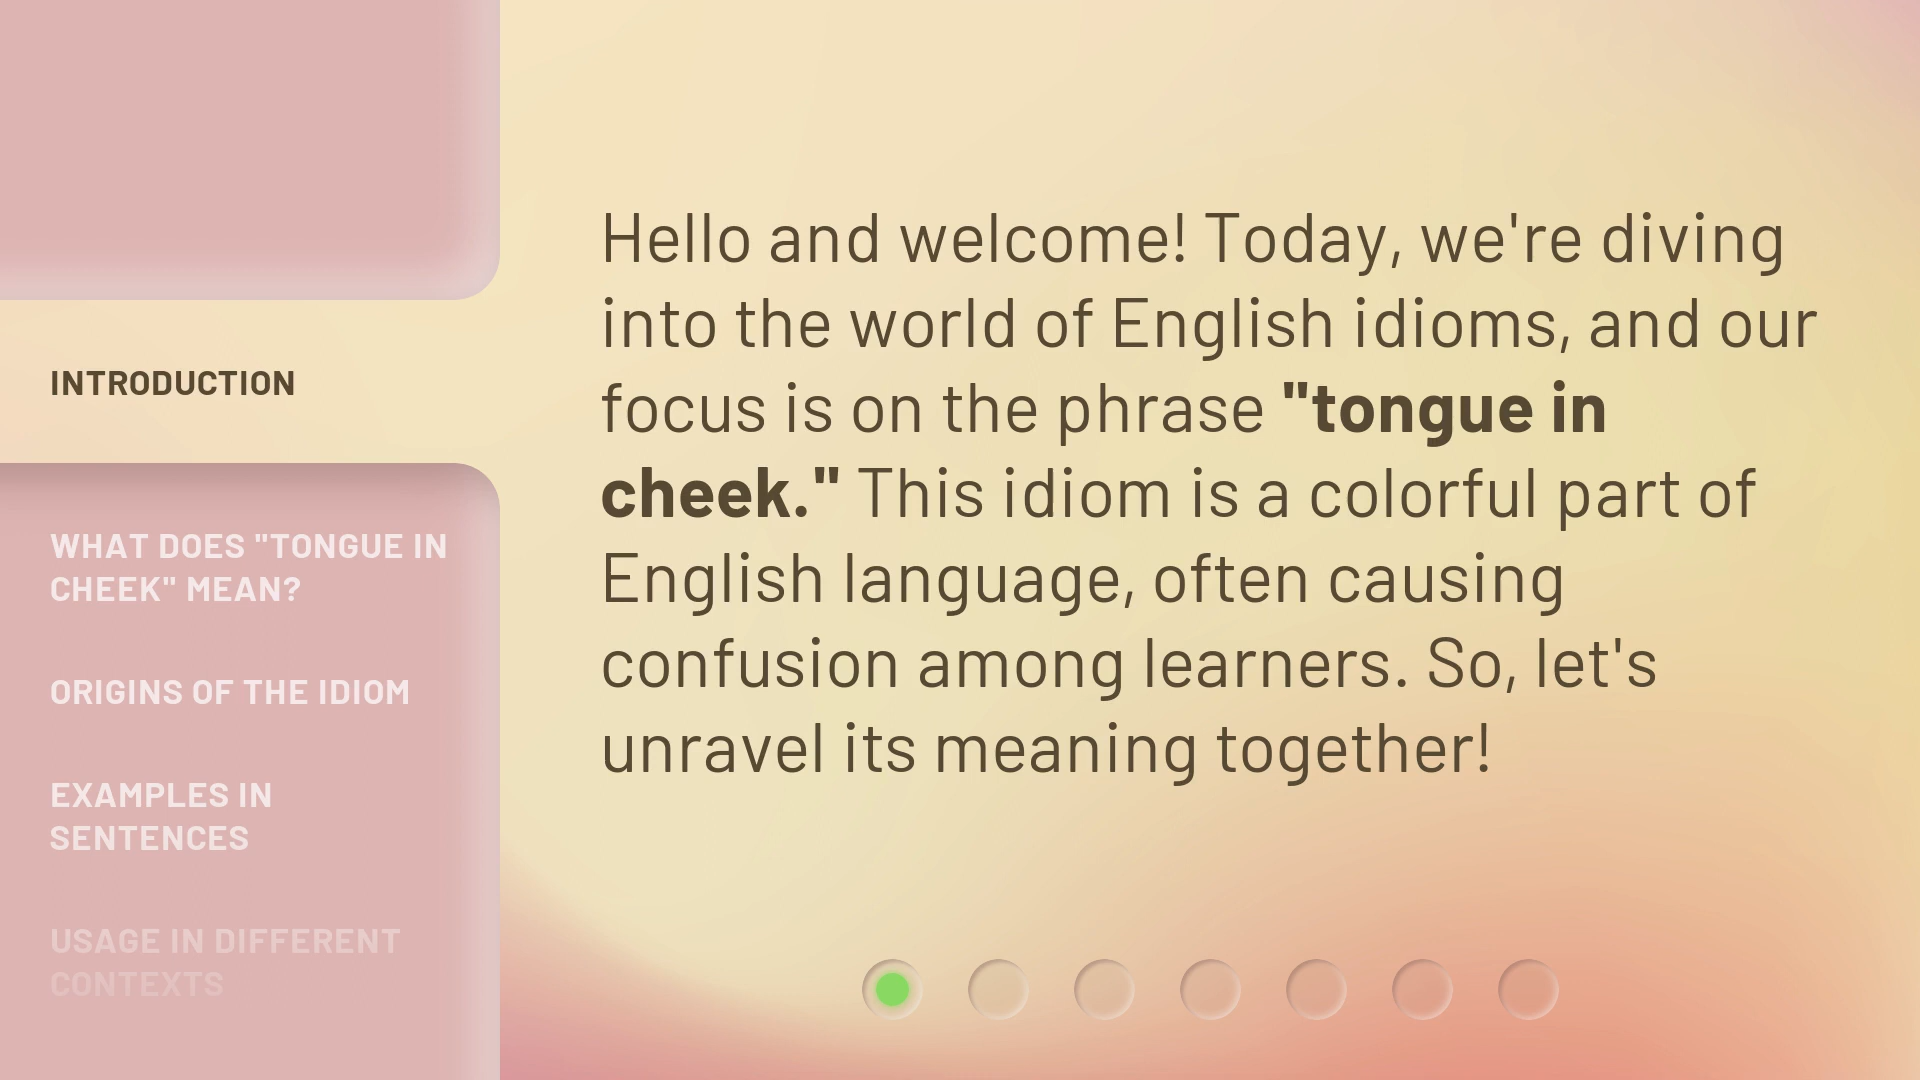 INTRODUCTION
WHAT DOES "TONGUE IN
CHEEK" MEAN?
ORIGINS OF THE IDIOM
EXAMPLES IN
SENTENCES
USAGE IN DIFFERENT
CONTEXTS
Hello and welcome! Today, we're diving
into the world of English idioms, and our
focus is on the phrase "tongue in
cheek." This idiom is a colorful part of
English language, often causing
confusion among learners. So, let's
unravel its meaning together!